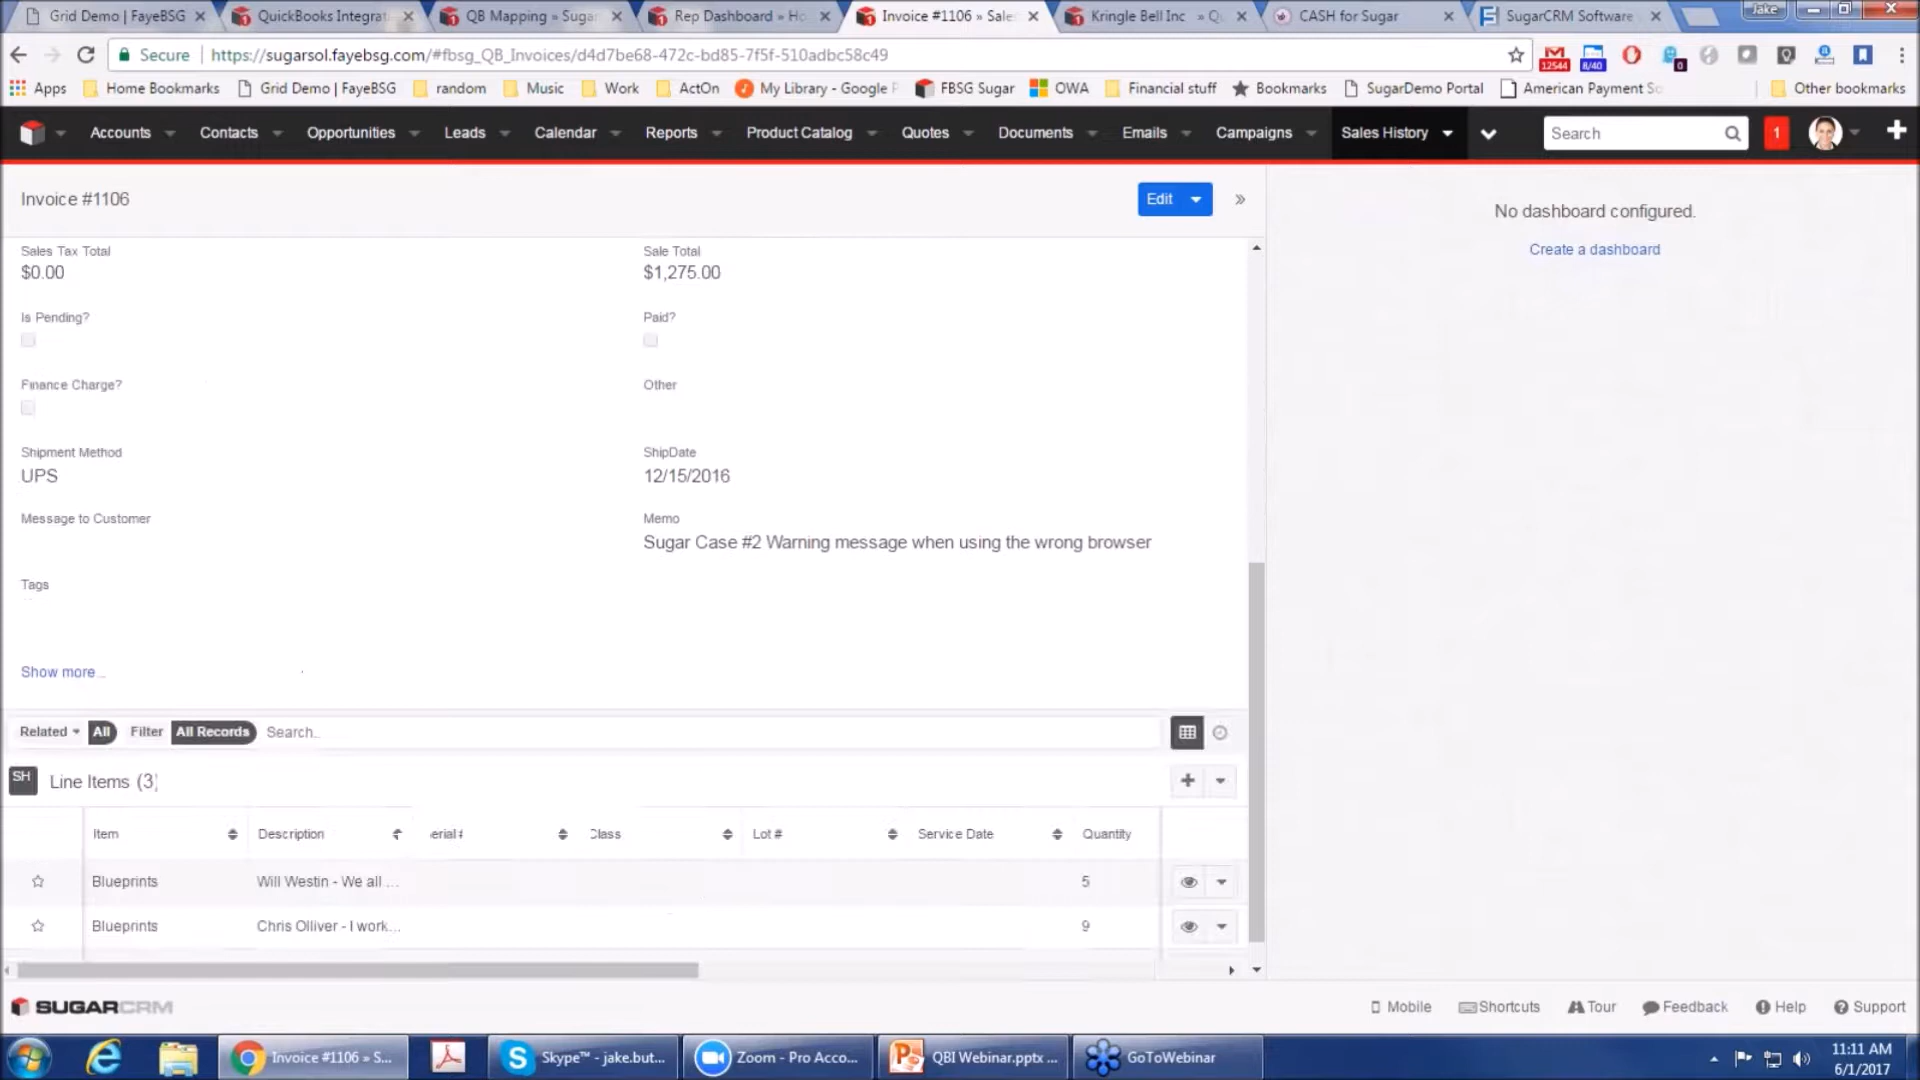 Grid Demo | FayeBSG
QuickBooks Integrat
QB Mapping » Sugar
Rep Dashboard » Ho
Invoice #1106 » Sale
Kringle Bell Inc » Q
CASH for Sugar
SugarCRM Software
Jake
Secure
https://sugarsol.fayebsg.com/#fbsg_QB_Invoices/d4d7be68-472c-bd85-7f5f-510adbc58c49
12544
8/40
0
Apps
Home Bookmarks
Grid Demo | FayeBSG
random
Music
Work
ActOn
My Library - Google P
FBSG Sugar
OWA
Financial stuff
Bookmarks
SugarDemo Portal
American Payment So
Other bookmarks
Accounts
Contacts
Opportunities
Leads
Calendar
Reports
Product Catalog
Quotes
Documents
Emails
Campaigns
Sales History
Search
1
Invoice #1106
Edit
No dashboard configured.
Create a dashboard
Sales Tax Total
$0.00
Sale Total
$1,275.00
Is Pending?
Paid?
Finance Charge?
Other
Shipment Method
UPS
ShipDate
12/15/2016
Message to Customer
Memo
Sugar Case #2 Warning message when using the wrong browser
Tags
Show more...
Related
All
Filter
All Records
Search..
SH
Line Items (3)
Item
Description
erial #
Class
Lot #
Service Date
Quantity
Blueprints
Will Westin - We all ...
5
Blueprints
Chris Olliver - I work...
9
SUGARCRM
Mobile
Shortcuts
Tour
Feedback
Help
Support
Invoice #1106 » S...
Skype™ - jake.but...
Zoom - Pro Acco...
QBI Webinar.pptx ...
GoToWebinar
11:11 AM
6/1/2017